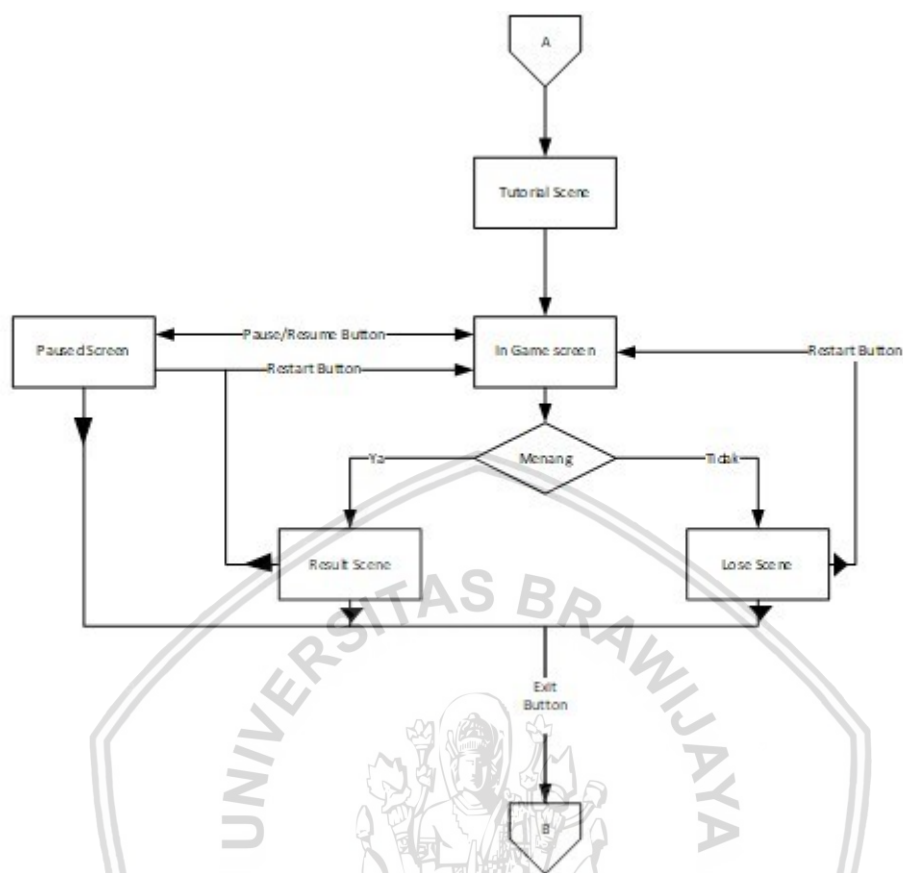 A
Tutorial Scene
Paused Screen
Pause/Resume Button
In Game screen
Restart Button
Restart Button
Ya
Menang
Tidak
Result Scene
Lose Scene
UNIVERSITAS BRAWIJAYA
Exit
Button
B